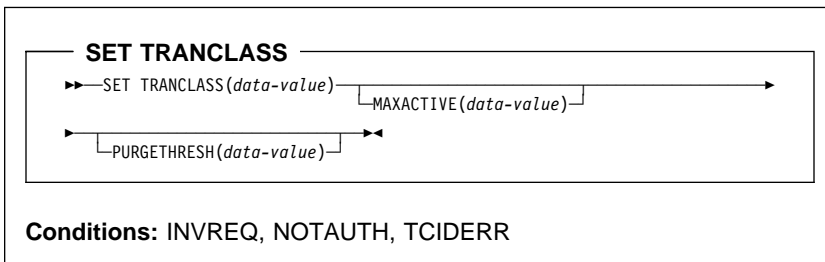 SET TRANCLASS
►►──SET TRANCLASS(data-value)──┬───────────────────────┬──►
└─MAXACTIVE(data-value)─┘
►──┬─────────────────────────┬──►◄
└─PURGETHRESH(data-value)─┘
Conditions: INVREQ, NOTAUTH, TCIDERR